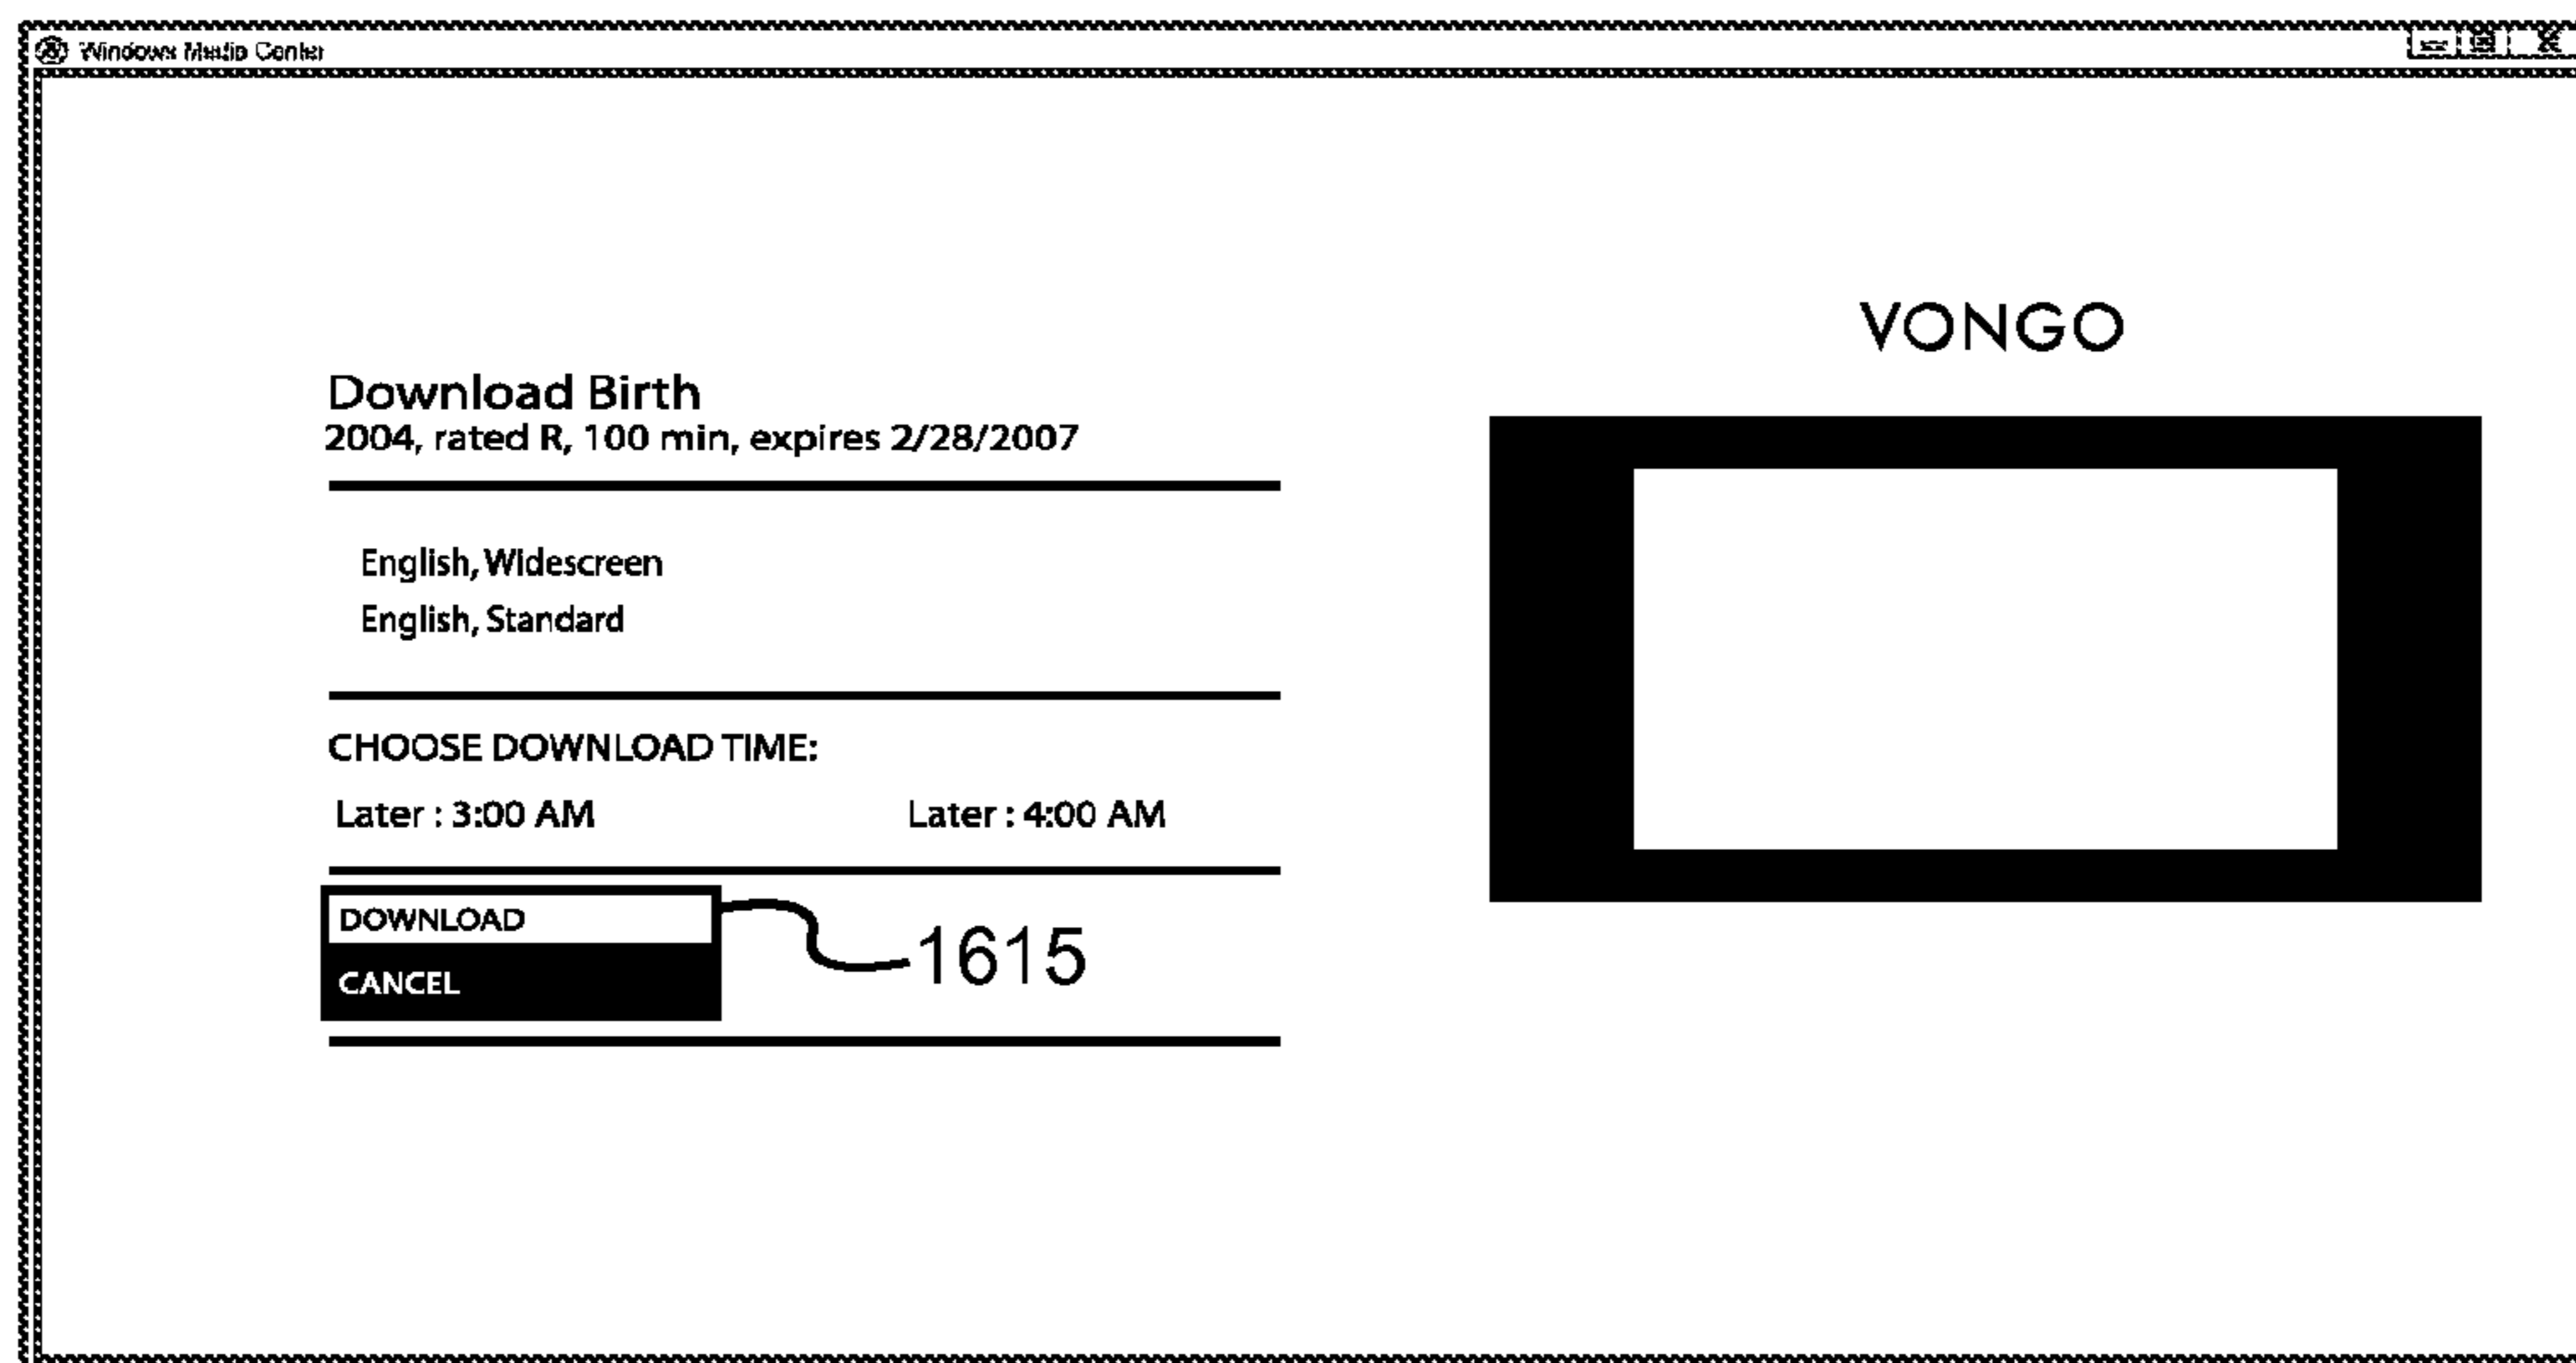 Windows Media Center
VONGO
Download Birth
2004, rated R, 100 min, expires 2/28/2007
English, Widescreen
English, Standard
CHOOSE DOWNLOAD TIME:
Later : 3:00 AM
Later : 4:00 AM
DOWNLOAD
1615
CANCEL